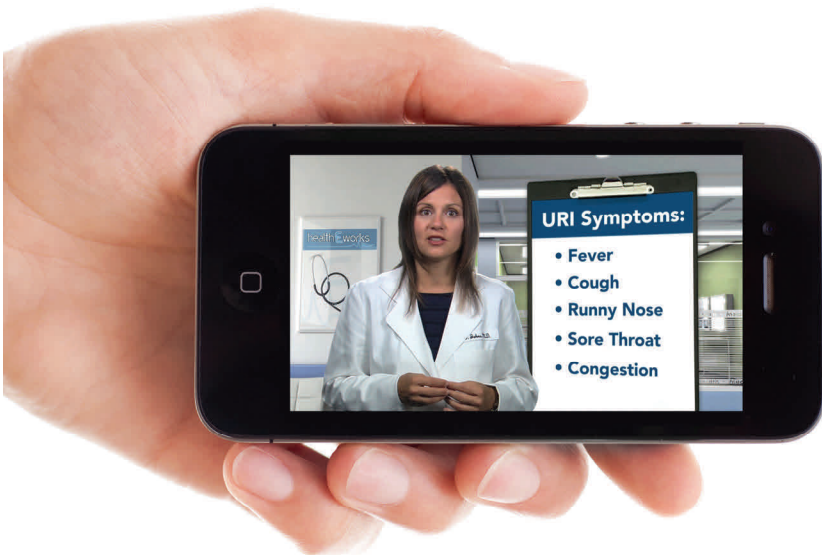 healthEworks
URI Symptoms:
• Fever
• Cough
• Runny Nose
• Sore Throat
• Congestion